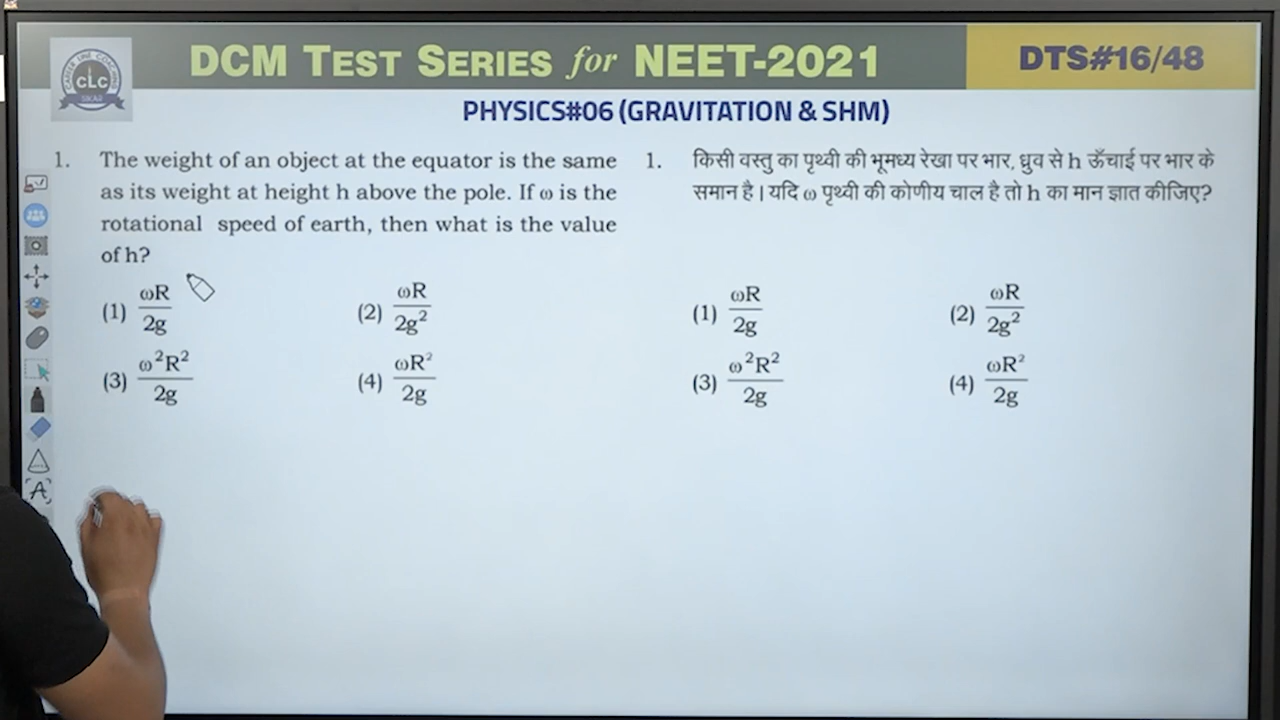 DCM TEST SERIES for NEET-2021
DTS#16/48
CLC
SIKAR
PHYSICS#06 (GRAVITATION & SHM)
1. The weight of an object at the equator is the same
as its weight at height h above the pole. If ω is the
rotational speed of earth, then what is the value
of h?
(1) ωR/2g (2) ωR/2g²
(3) ω²R²/2g (4) ωR²/2g
1. किसी वस्तु का पृथ्वी की भूमध्य रेखा पर भार, ध्रुव से h ऊँचाई पर भार के
समान है। यदि ω पृथ्वी की कोणीय चाल है तो h का मान ज्ञात कीजिए?
(1) ωR/2g (2) ωR/2g²
(3) ω²R²/2g (4) ωR²/2g
A